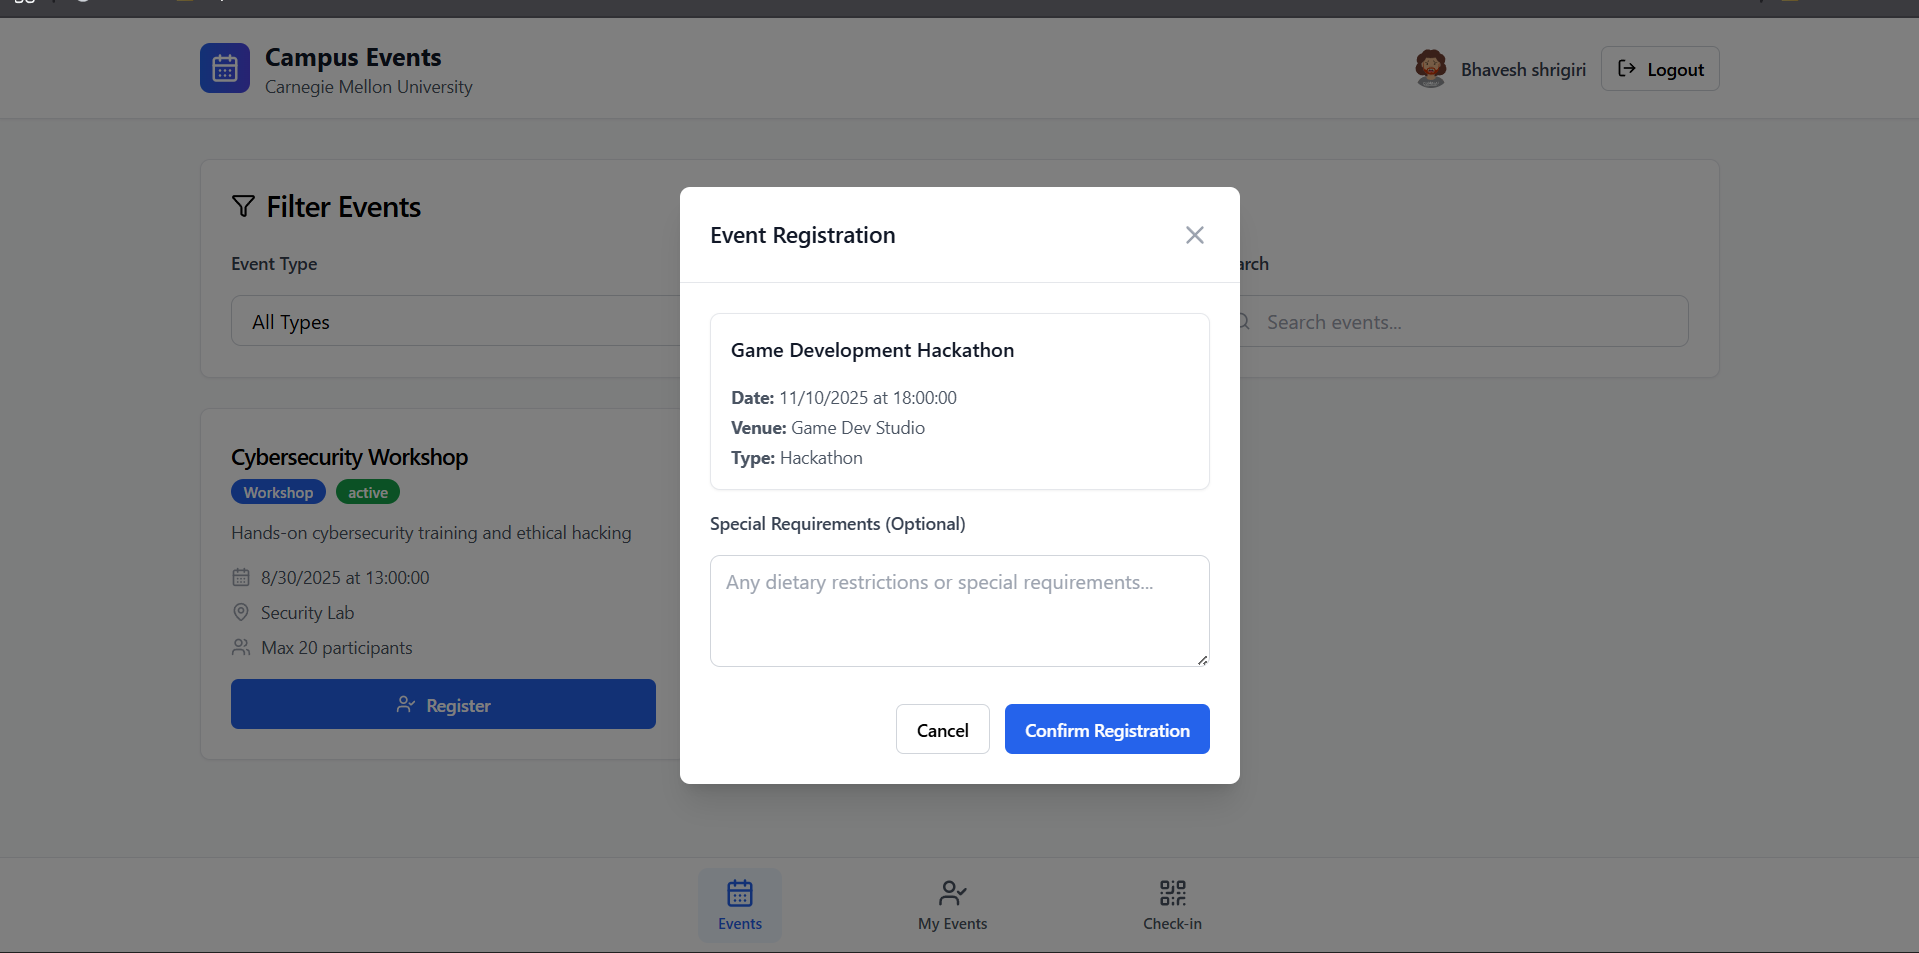 Campus Events
Carnegie Mellon University
Bhavesh shrigiri
Logout
Filter Events
Event Type
All Types
Search events...
Cybersecurity Workshop
Workshop
active
Hands-on cybersecurity training and ethical hacking
8/30/2025 at 13:00:00
Security Lab
Max 20 participants
Register
Event Registration
Game Development Hackathon
Date: 11/10/2025 at 18:00:00
Venue: Game Dev Studio
Type: Hackathon
Special Requirements (Optional)
Any dietary restrictions or special requirements...
Cancel
Confirm Registration
Events
My Events
Check-in